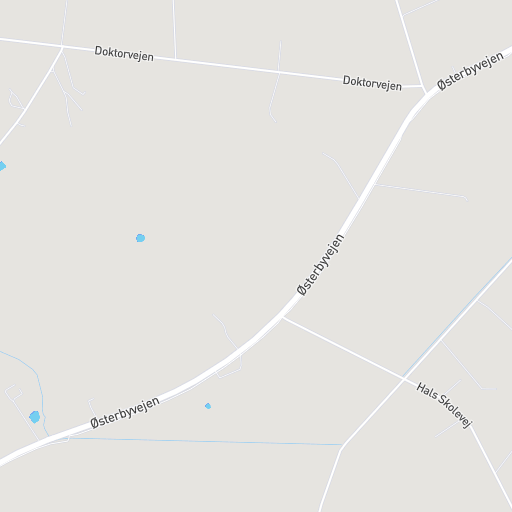 Doktorvejen
Østerbyvejen
Doktorvejen
Østerbyvejen
Østerbyvejen
Hals Skolevej